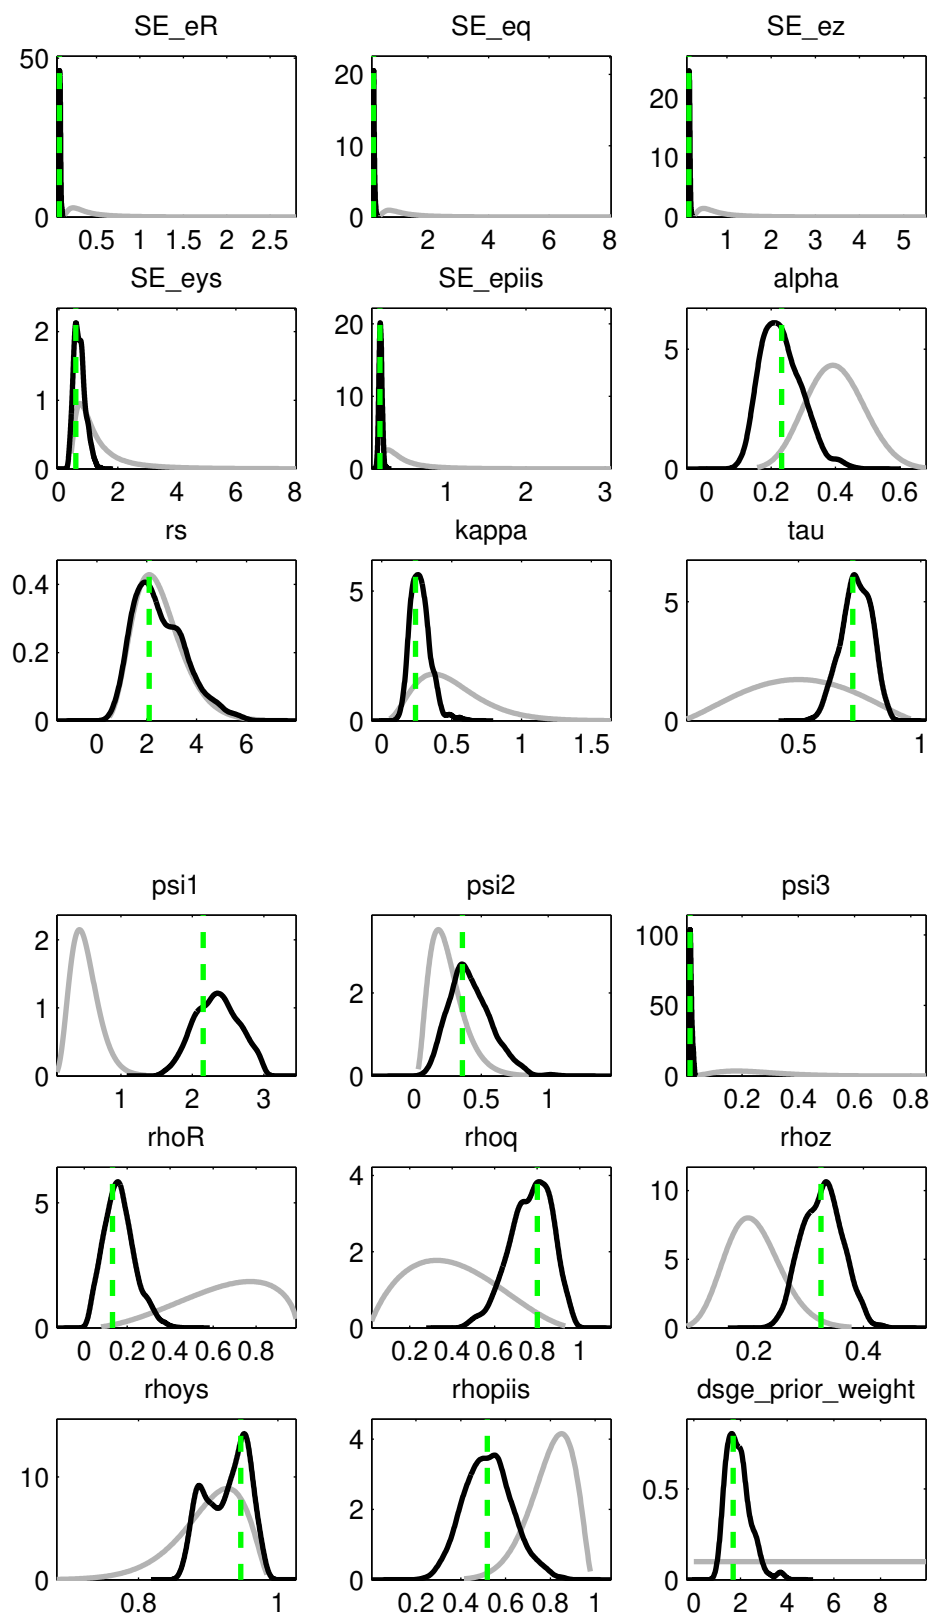 SE_eR SE_eq SE_ez
50
0
0.5 1 1.5 2 2.5
20
10
0
2 4 6 8
20
10
0
1 2 3 4 5
SE_eys SE_epiis alpha
2
1
0
0 2 4 6 8
20
10
0
1 2 3
5
0
0 0.2 0.4 0.6
rs kappa tau
0.4
0.2
0
0 2 4 6
5
0
0 0.5 1 1.5
5
0
0.5 1
psi1 psi2 psi3
2
1
0
1 2 3
2
0
0 0.5 1
100
50
0
0.2 0.4 0.6 0.8
rhoR rhoq rhoz
5
0
0 0.2 0.4 0.6 0.8
4
2
0
0.2 0.4 0.6 0.8 1
10
5
0
0.2 0.4
rhoys rhopiis dsge_prior_weight
10
0
0.8 1
4
2
0
0 0.2 0.4 0.6 0.8 1
0.5
0
0 2 4 6 8